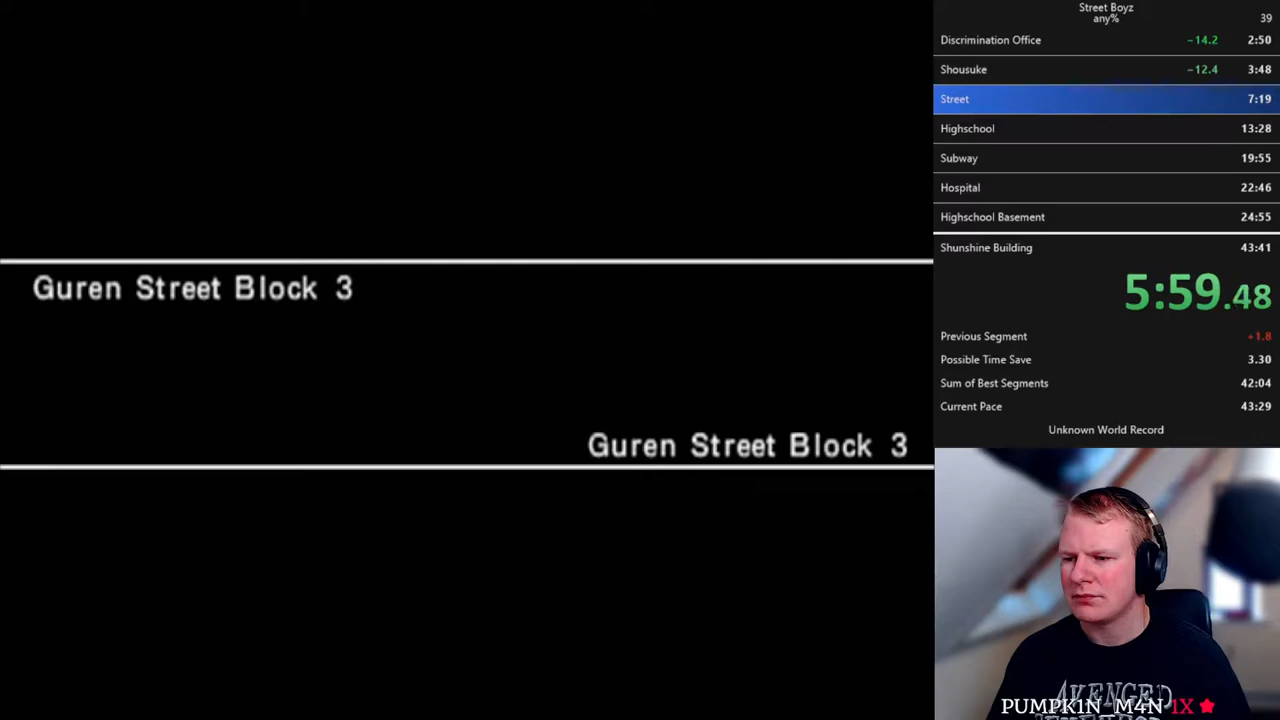 Guren Street Block 3
Guren Street Block 3
Street Boyz
any%
39
Discrimination Office -14.2 2:50
Shousuke -12.4 3:48
Street 7:19
Highschool 13:28
Subway 19:55
Hospital 22:46
Highschool Basement 24:55
Shunshine Building 43:41
5:59.48
Previous Segment +1.8
Possible Time Save 3.30
Sum of Best Segments 42:04
Current Pace 43:29
Unknown World Record
AVENGED
PUMPK1N_M4N 1X